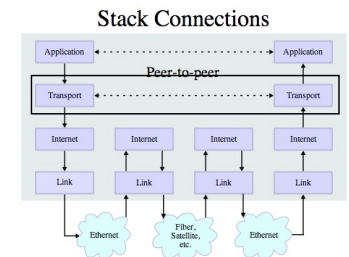 Stack Connections
Application Application
Peer-to-peer
Transport Transport
Internet Internet Internet Internet
Link Link Link Link
Ethernet Fiber, Satellite, etc. Ethernet